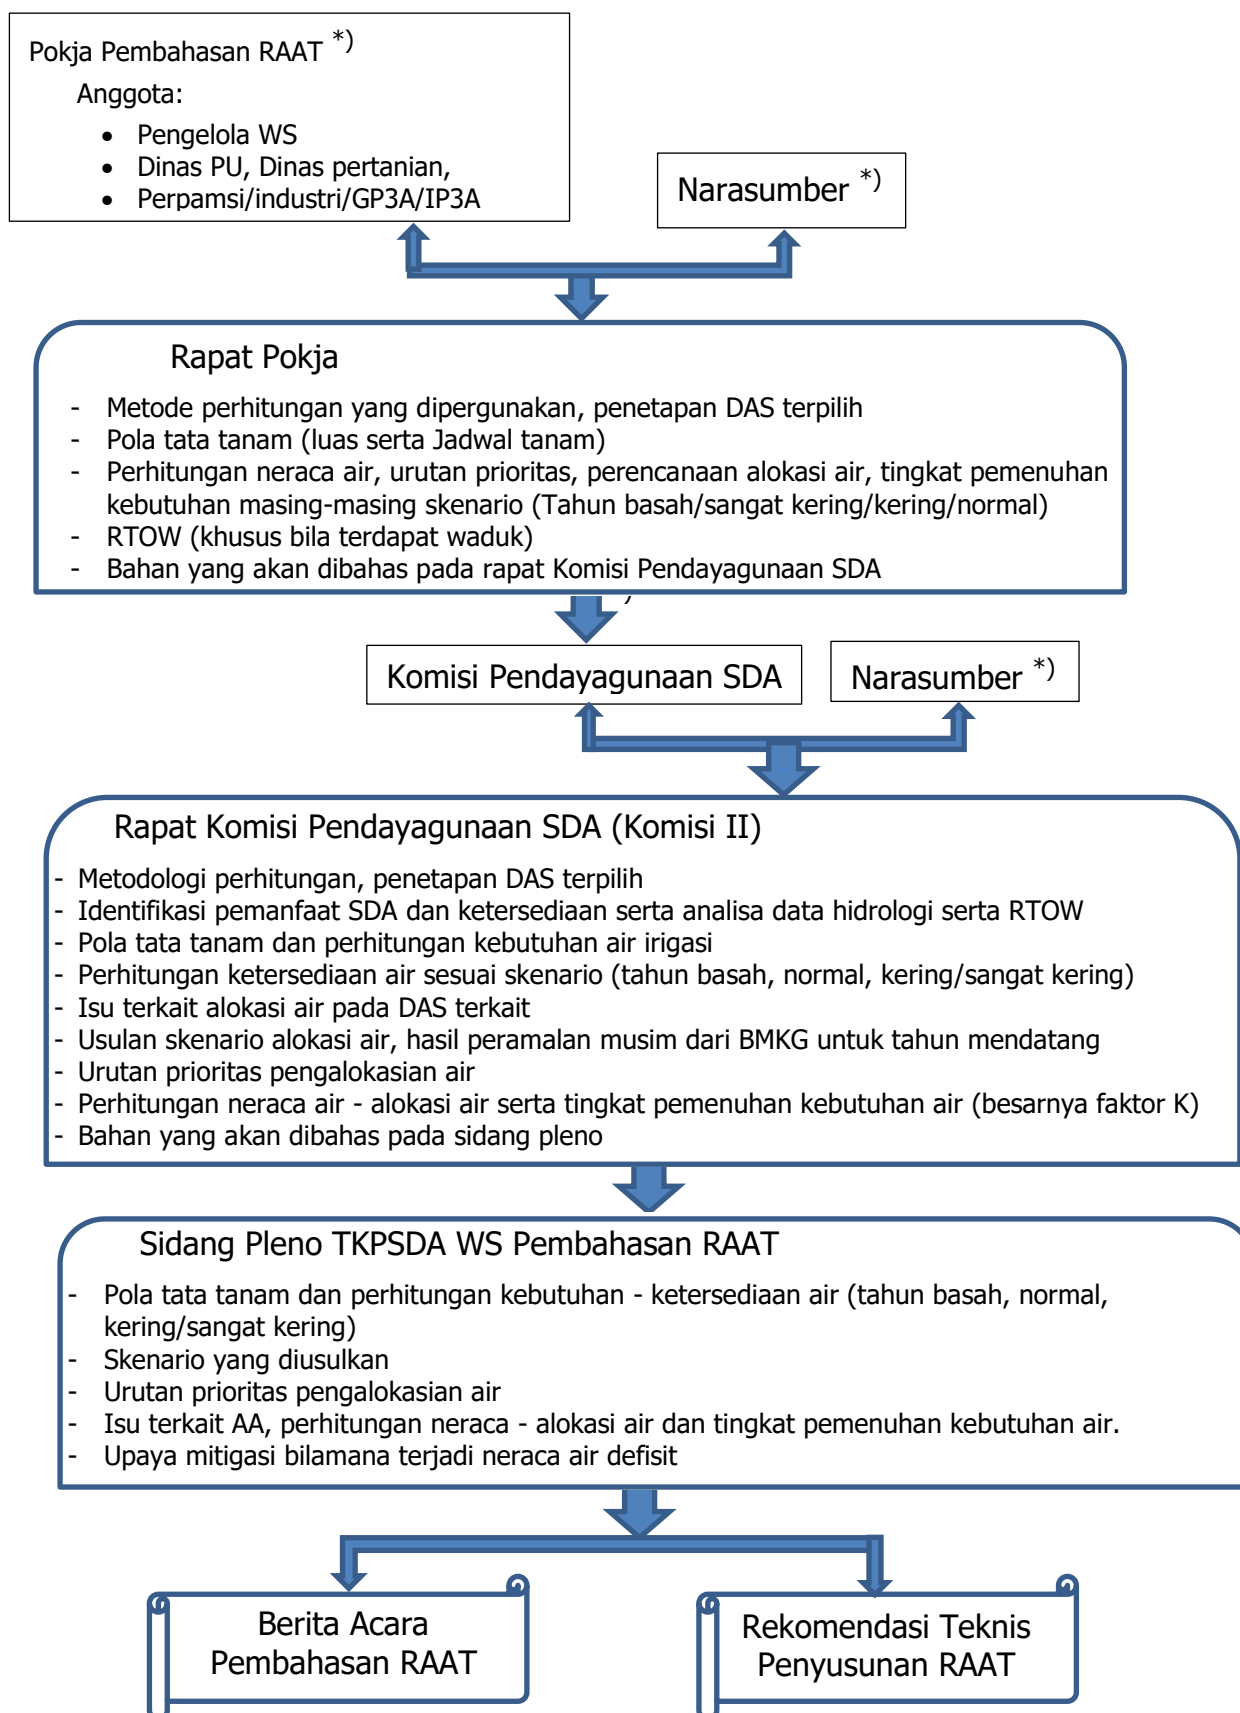 Pokja Pembahasan RAAT *)
Anggota:
• Pengelola WS
• Dinas PU, Dinas pertanian,
• Perpamsi/industri/GP3A/IP3A
Narasumber *)
Rapat Pokja
- Metode perhitungan yang dipergunakan, penetapan DAS terpilih
- Pola tata tanam (luas serta Jadwal tanam)
- Perhitungan neraca air, urutan prioritas, perencanaan alokasi air, tingkat pemenuhan
kebutuhan masing-masing skenario (Tahun basah/sangat kering/kering/normal)
- RTOW (khusus bila terdapat waduk)
- Bahan yang akan dibahas pada rapat Komisi Pendayagunaan SDA
)
Komisi Pendayagunaan SDA
Narasumber *)
Rapat Komisi Pendayagunaan SDA (Komisi II)
- Metodologi perhitungan, penetapan DAS terpilih
- Identifikasi pemanfaat SDA dan ketersediaan serta analisa data hidrologi serta RTOW
- Pola tata tanam dan perhitungan kebutuhan air irigasi
- Perhitungan ketersediaan air sesuai skenario (tahun basah, normal, kering/sangat kering)
- Isu terkait alokasi air pada DAS terkait
- Usulan skenario alokasi air, hasil peramalan musim dari BMKG untuk tahun mendatang
- Urutan prioritas pengalokasian air
- Perhitungan neraca air - alokasi air serta tingkat pemenuhan kebutuhan air (besarnya faktor K)
- Bahan yang akan dibahas pada sidang pleno
Sidang Pleno TKPSDA WS Pembahasan RAAT
- Pola tata tanam dan perhitungan kebutuhan - ketersediaan air (tahun basah, normal,
kering/sangat kering)
- Skenario yang diusulkan
- Urutan prioritas pengalokasian air
- Isu terkait AA, perhitungan neraca - alokasi air dan tingkat pemenuhan kebutuhan air.
- Upaya mitigasi bilamana terjadi neraca air defisit
Berita Acara
Pembahasan RAAT
Rekomendasi Teknis
Penyusunan RAAT